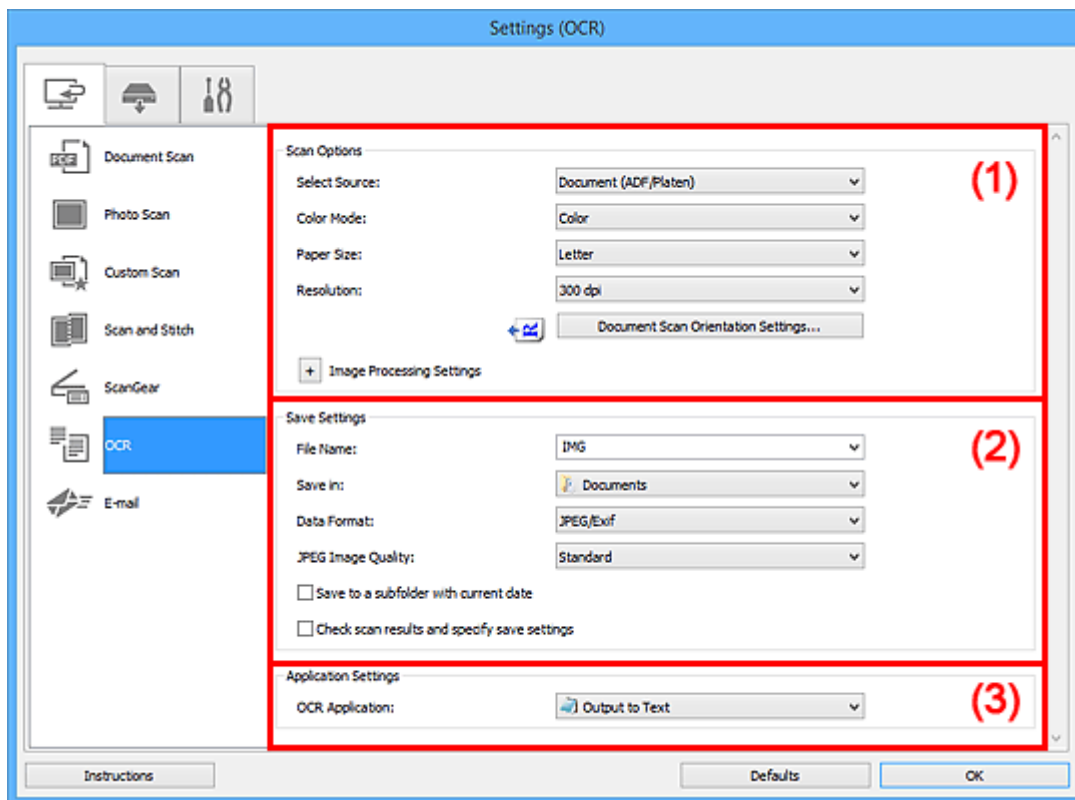 Settings (OCR)
PDF
Document Scan
Photo Scan
Custom Scan
Scan and Stitch
ScanGear
OCR
E-mail
Scan Options
(1)
Select Source: Document (ADF/Platen)
Color Mode: Color
Paper Size: Letter
Resolution: 300 dpi
R Document Scan Orientation Settings...
+ Image Processing Settings
Save Settings
(2)
File Name: IMG
Save in: Documents
Data Format: JPEG/Exif
JPEG Image Quality: Standard
Save to a subfolder with current date
Check scan results and specify save settings
Application Settings
(3)
OCR Application: Output to Text
Instructions Defaults OK